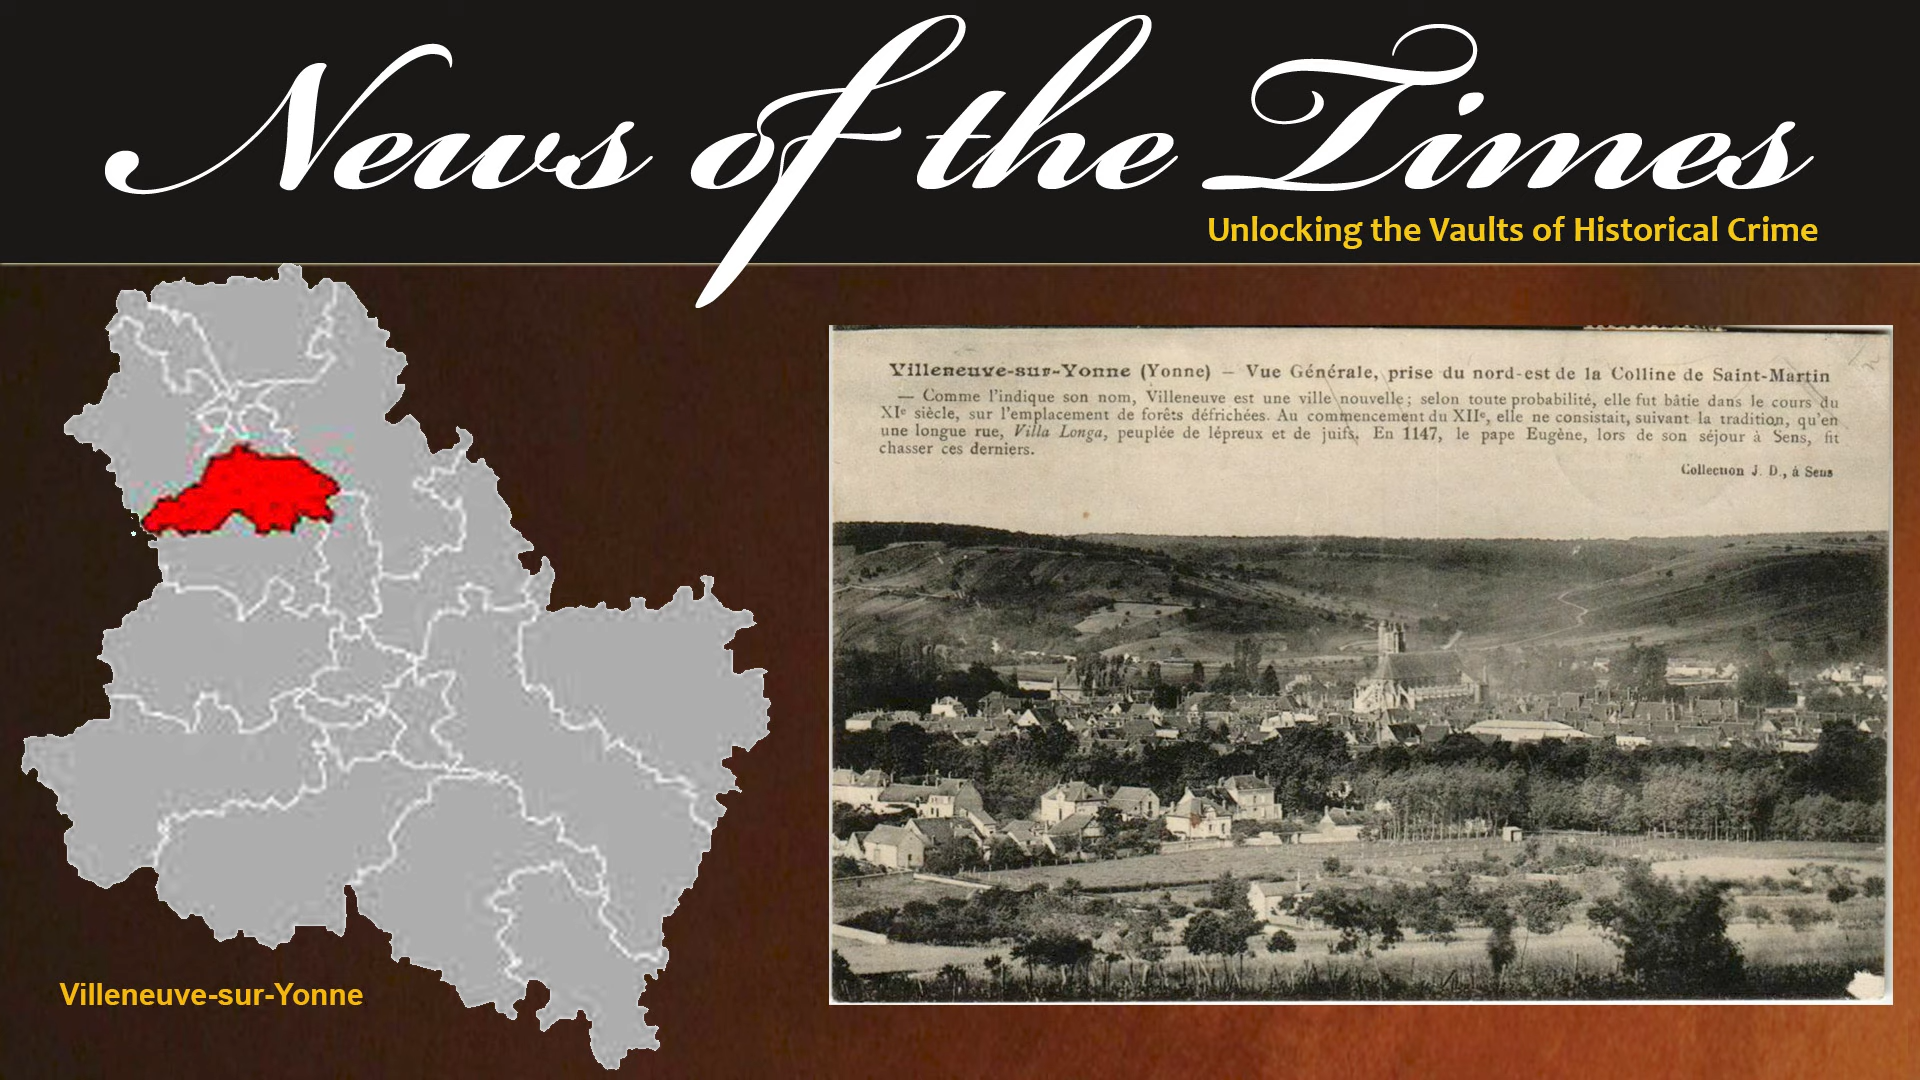 News of the Times
Unlocking the Vaults of Historical Crime
Villeneuve-sur-Yonne (Yonne) — Vue Générale, prise du nord-est de la Colline de Saint-Martin
— Comme l'indique son nom, Villeneuve est une ville nouvelle; selon toute probabilité, elle fut bâtie dans le cours du
XIe siècle, sur l'emplacement de forêts défrichées. Au commencement du XIIe, elle ne consistait, suivant la tradition, qu'en
une longue rue, Villa Longa, peuplée de lépreux et de juifs. En 1147, le pape Eugène, lors de son séjour à Sens, fit
chasser ces derniers.
Collection J. D., à Sens
Villeneuve-sur-Yonne